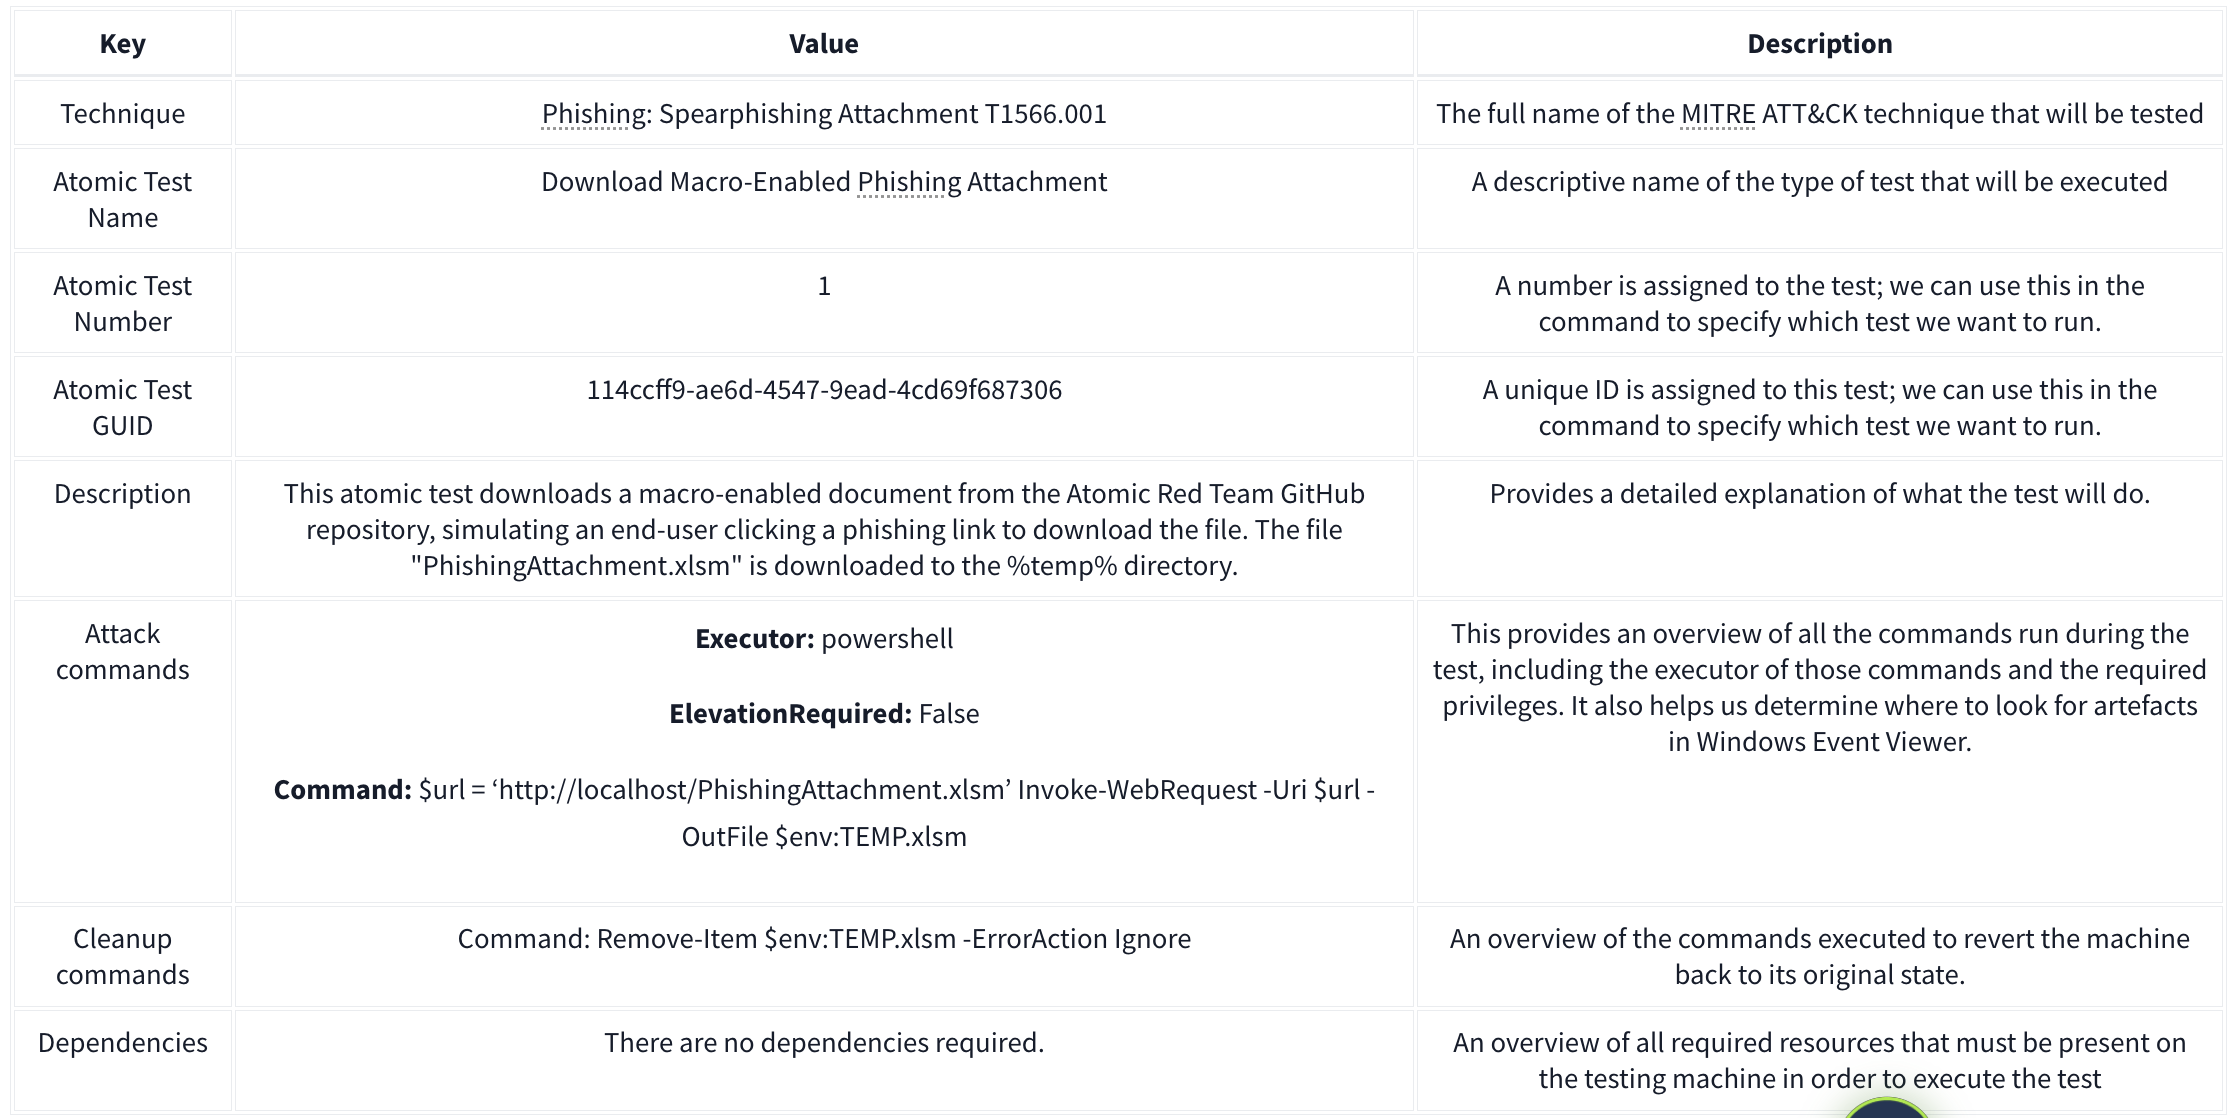 Key Value Description
Technique Phishing: Spearphishing Attachment T1566.001 The full name of the MITRE ATT&CK technique that will be tested
Atomic Test
Name
Download Macro-Enabled Phishing Attachment
A descriptive name of the type of test that will be executed
Atomic Test
Number
1
A number is assigned to the test; we can use this in the
command to specify which test we want to run.
Atomic Test
GUID
114ccff9-ae6d-4547-9ead-4cd69f687306
A unique ID is assigned to this test; we can use this in the
command to specify which test we want to run.
Description
This atomic test downloads a macro-enabled document from the Atomic Red Team GitHub
repository, simulating an end-user clicking a phishing link to download the file. The file
"PhishingAttachment.xlsm" is downloaded to the %temp% directory.
Provides a detailed explanation of what the test will do.
Attack
commands
Executor: powershell
ElevationRequired: False
Command: $url = ‘http://localhost/PhishingAttachment.xlsm’ Invoke-WebRequest -Uri $url -
OutFile $env:TEMP.xlsm
This provides an overview of all the commands run during the
test, including the executor of those commands and the required
privileges. It also helps us determine where to look for artefacts
in Windows Event Viewer.
Cleanup
commands
Command: Remove-Item $env:TEMP.xlsm -ErrorAction Ignore
An overview of the commands executed to revert the machine
back to its original state.
Dependencies
There are no dependencies required.
An overview of all required resources that must be present on
the testing machine in order to execute the test